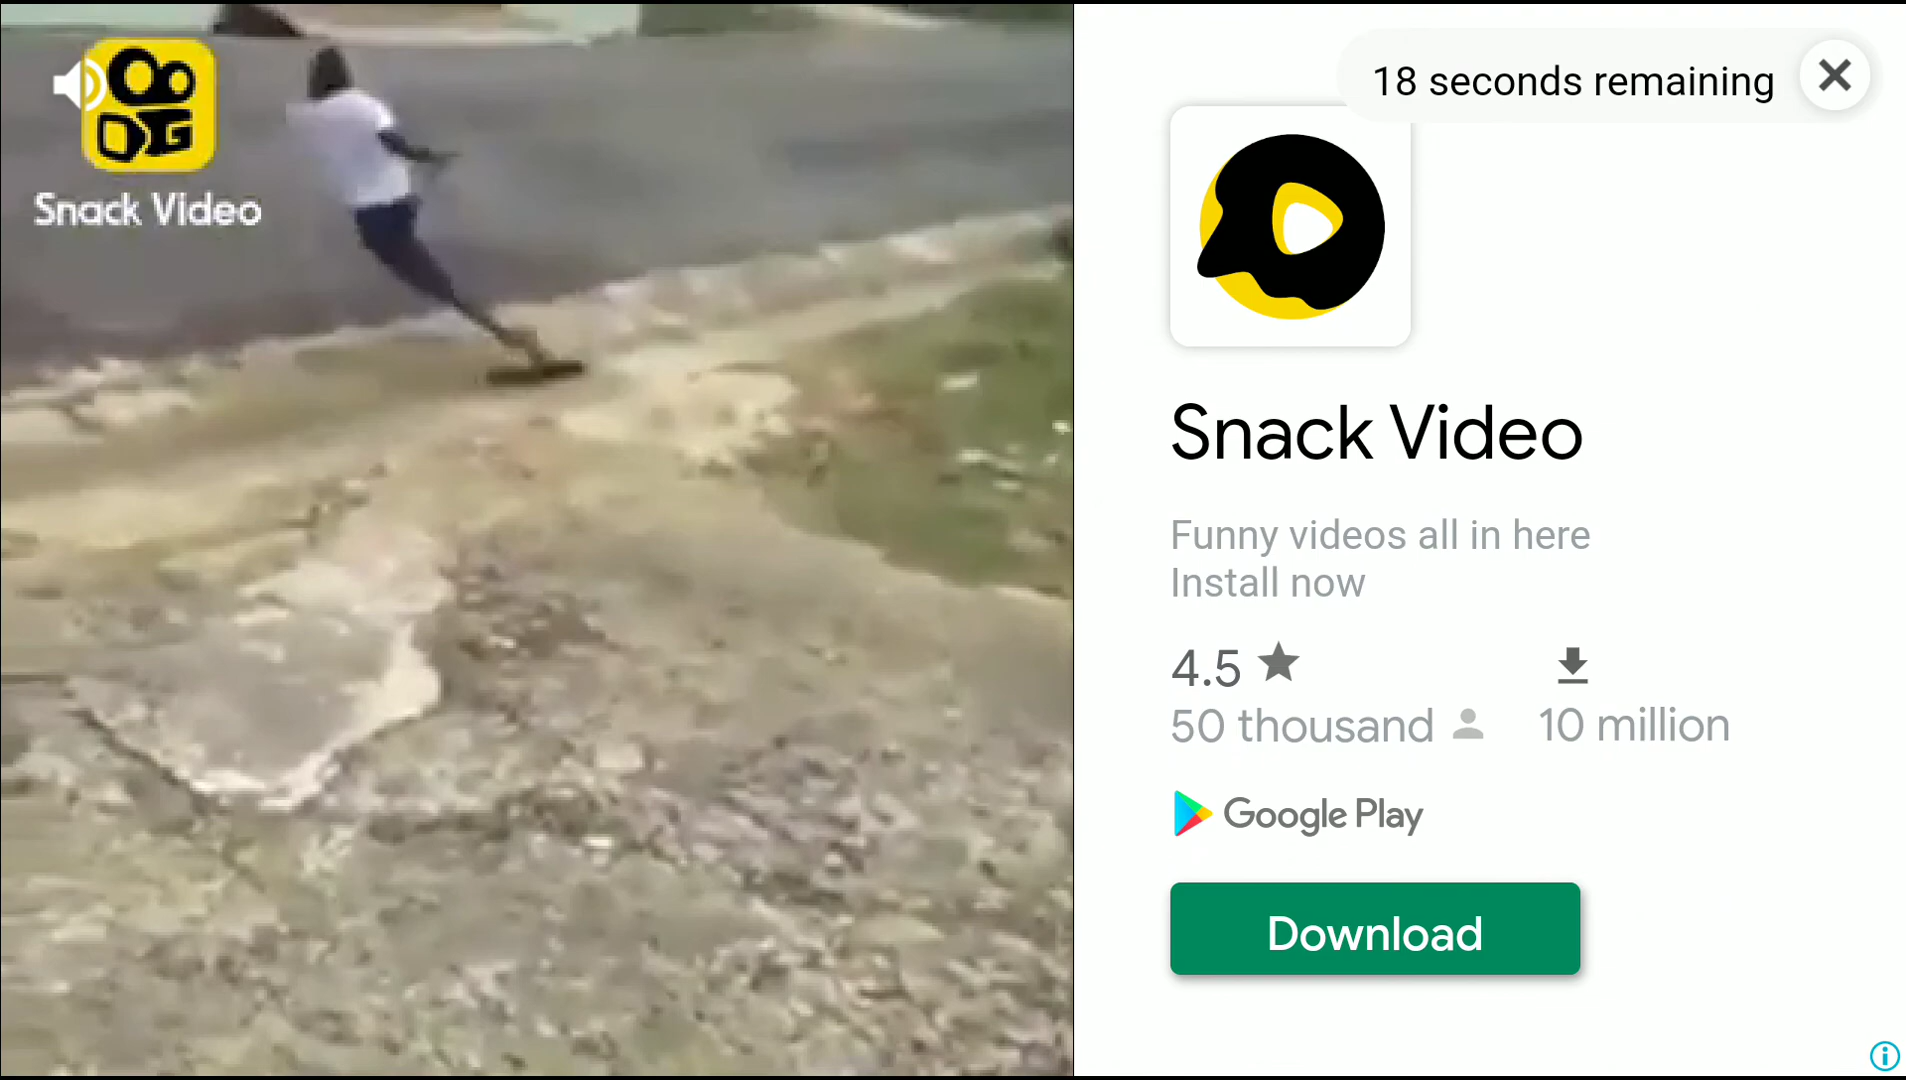 Snack Video
18 seconds remaining
Snack Video
Funny videos all in here
Install now
4.5
50 thousand
10 million
Google Play
Download